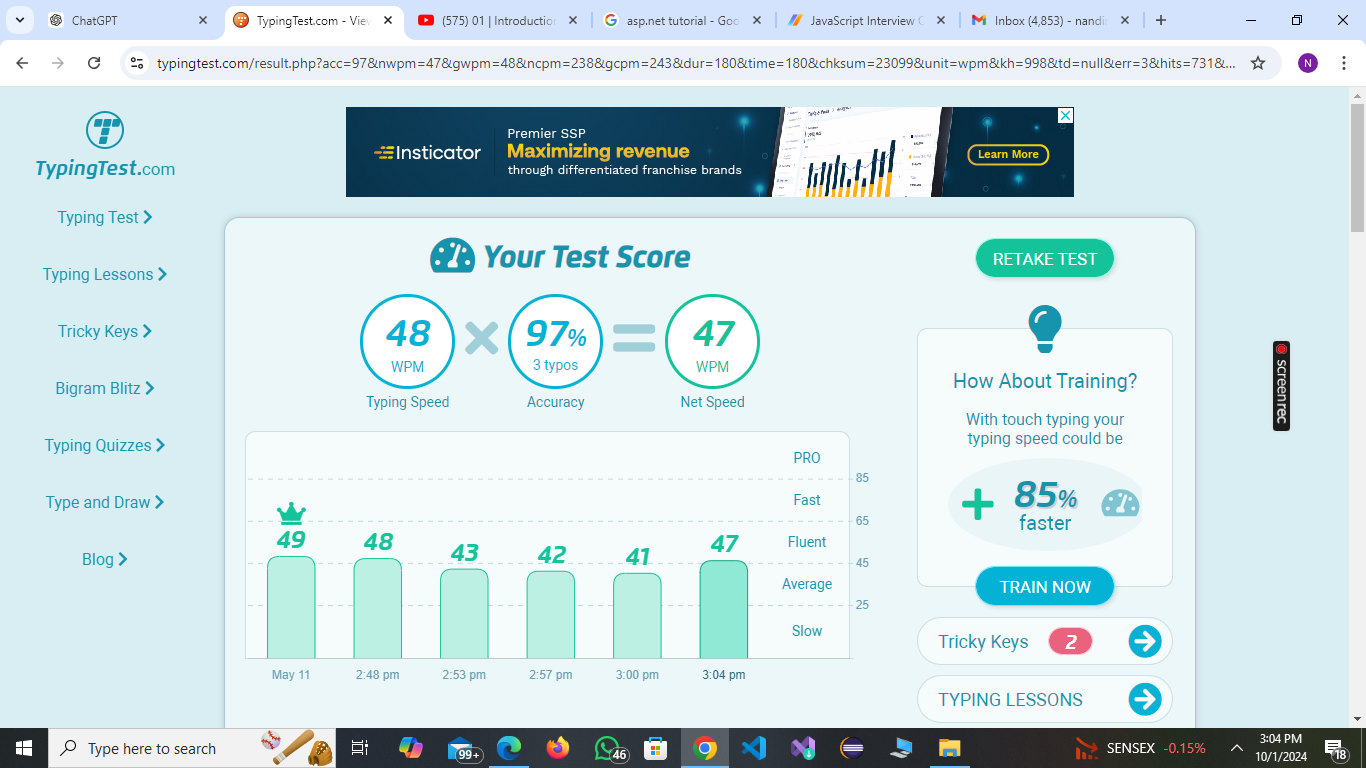 ChatGPT
TypingTest.com - View
(575) 01 | Introduction
asp.net tutorial - Goo
JavaScript Interview C
Inbox (4,853) - nandin
typingtest.com/result.php?acc=97&nwpm=47&gwpm=48&ncpm=238&gcpm=243&dur=180&time=180&chksum=23099&unit=wpm&kh=998&td=null&err=3&hits=731&...
N
TypingTest.com
Insticator
Premier SSP
Maximizing revenue
through differentiated franchise brands
Learn More
Typing Test
Typing Lessons
Tricky Keys
Bigram Blitz
Typing Quizzes
Type and Draw
Blog
Your Test Score
RETAKE TEST
48
WPM
Typing Speed
97%
3 typos
Accuracy
47
WPM
Net Speed
How About Training?
With touch typing your
typing speed could be
85%
faster
TRAIN NOW
Tricky Keys 2
TYPING LESSONS
PRO
85
Fast
65
Fluent
45
Average
25
Slow
49 48 43 42 41 47
May 11 2:48 pm 2:53 pm 2:57 pm 3:00 pm 3:04 pm
screenrec
Type here to search
99+
46
SENSEX -0.15%
3:04 PM
10/1/2024
18